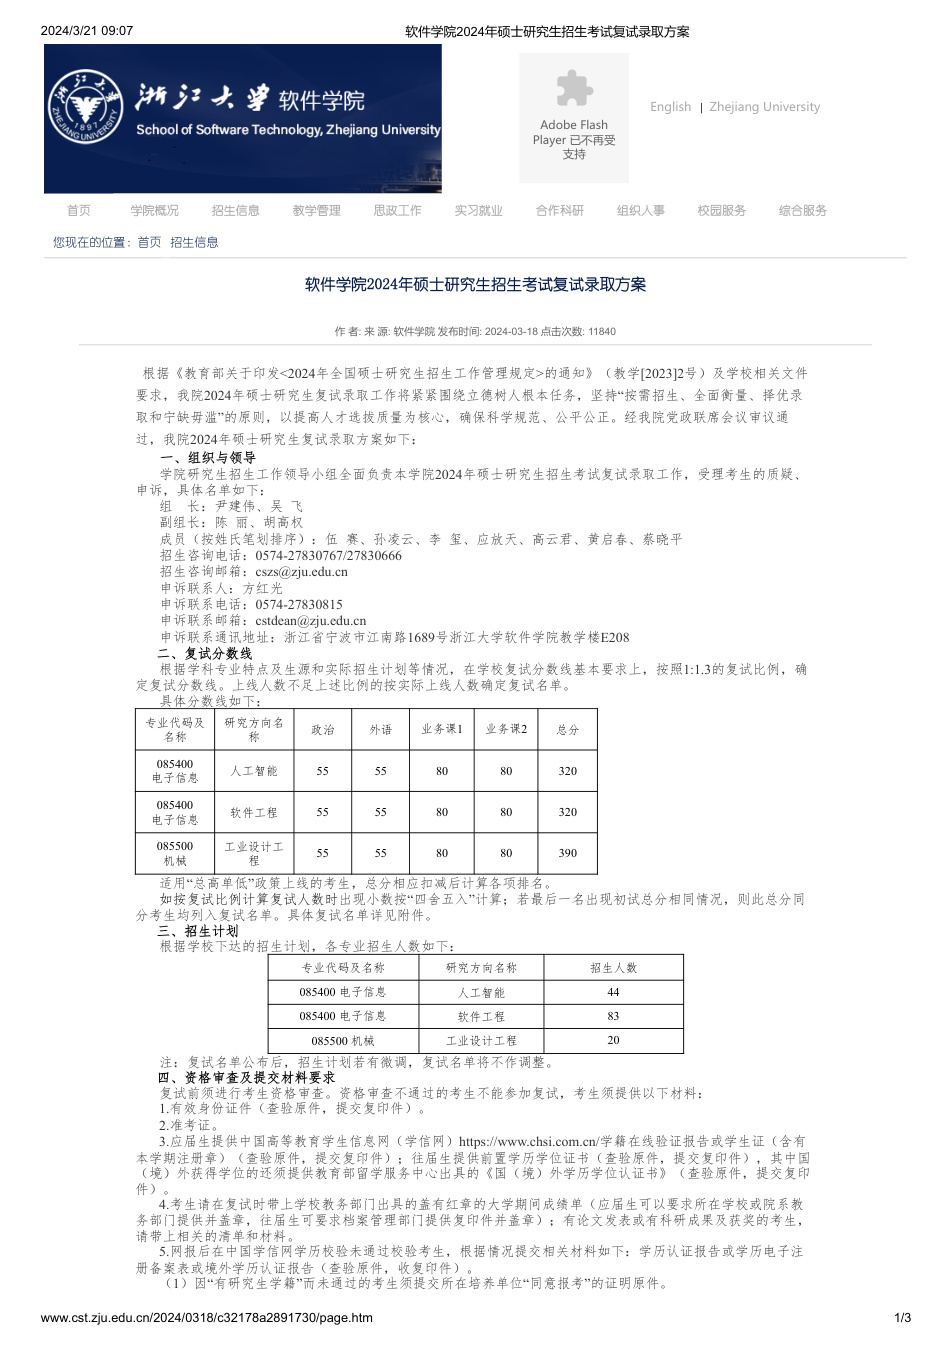 2024/3/21 09:07
软件学院2024年硕士研究生招生考试复试录取方案
浙江大学 软件学院
School of Software Technology, Zhejiang University
ZHEJIANG UNIVERSITY
1897
Adobe Flash
Player 已不再受
支持
English | Zhejiang University
首页 学院概况 招生信息 教学管理 思政工作 实习就业 合作科研 组织人事 校园服务 综合服务
您现在的位置：首页 招生信息
软件学院2024年硕士研究生招生考试复试录取方案
作 者: 来 源: 软件学院 发布时间: 2024-03-18 点击次数: 11840
根据《教育部关于印发<2024年全国硕士研究生招生工作管理规定>的通知》（教学[2023]2号）及学校相关文件
要求，我院2024年硕士研究生复试录取工作将紧紧围绕立德树人根本任务，坚持“按需招生、全面衡量、择优录
取和宁缺毋滥”的原则，以提高人才选拔质量为核心，确保科学规范、公平公正。经我院党政联席会议审议通
过，我院2024年硕士研究生复试录取方案如下：
一、组织与领导
学院研究生招生工作领导小组全面负责本学院2024年硕士研究生招生考试复试录取工作，受理考生的质疑、
申诉，具体名单如下：
组 长：尹建伟、吴 飞
副组长：陈 丽、胡高权
成员（按姓氏笔划排序）：伍 赛、孙凌云、李 玺、应放天、高云君、黄启春、蔡晓平
招生咨询电话：0574-27830767/27830666
招生咨询邮箱：cszs@zju.edu.cn
申诉联系人：方红光
申诉联系电话：0574-27830815
申诉联系邮箱：cstdean@zju.edu.cn
申诉联系通讯地址：浙江省宁波市江南路1689号浙江大学软件学院教学楼E208
二、复试分数线
根据学科专业特点及生源和实际招生计划等情况，在学校复试分数线基本要求上，按照1:1.3的复试比例，确
定复试分数线。上线人数不足上述比例的按实际上线人数确定复试名单。
具体分数线如下：
专业代码及名称 研究方向名称 政治 外语 业务课1 业务课2 总分
085400 电子信息 人工智能 55 55 80 80 320
085400 电子信息 软件工程 55 55 80 80 320
085500 机械 工业设计工程 55 55 80 80 390
适用“总高单低”政策上线的考生，总分相应扣减后计算各项排名。
如按复试比例计算复试人数时出现小数按“四舍五入”计算；若最后一名出现初试总分相同情况，则此总分同
分考生均列入复试名单。具体复试名单详见附件。
三、招生计划
根据学校下达的招生计划，各专业招生人数如下：
专业代码及名称 研究方向名称 招生人数
085400 电子信息 人工智能 44
085400 电子信息 软件工程 83
085500 机械 工业设计工程 20
注：复试名单公布后，招生计划若有微调，复试名单将不作调整。
四、资格审查及提交材料要求
复试前须进行考生资格审查。资格审查不通过的考生不能参加复试，考生须提供以下材料：
1.有效身份证件（查验原件，提交复印件）。
2.准考证。
3.应届生提供中国高等教育学生信息网（学信网）https://www.chsi.com.cn/学籍在线验证报告或学生证（含有
本学期注册章）（查验原件，提交复印件）；往届生提供前置学历学位证书（查验原件，提交复印件），其中国
（境）外获得学位的还须提供教育部留学服务中心出具的《国（境）外学历学位认证书》（查验原件，提交复印
件）。
4.考生请在复试时带上学校教务部门出具的盖有红章的大学期间成绩单（应届生可以要求所在学校或院系教
务部门提供并盖章，往届生可要求档案管理部门提供复印件并盖章）；有论文发表或有科研成果及获奖的考生，
请带上相关的清单和材料。
5.网报后在中国学信网学历校验未通过校验考生，根据情况提交相关材料如下：学历认证报告或学历电子注
册备案表或境外学历认证报告（查验原件，收复印件）。
（1）因“有研究生学籍”而未通过的考生须提交所在培养单位“同意报考”的证明原件。
www.cst.zju.edu.cn/2024/0318/c32178a2891730/page.htm
1/3